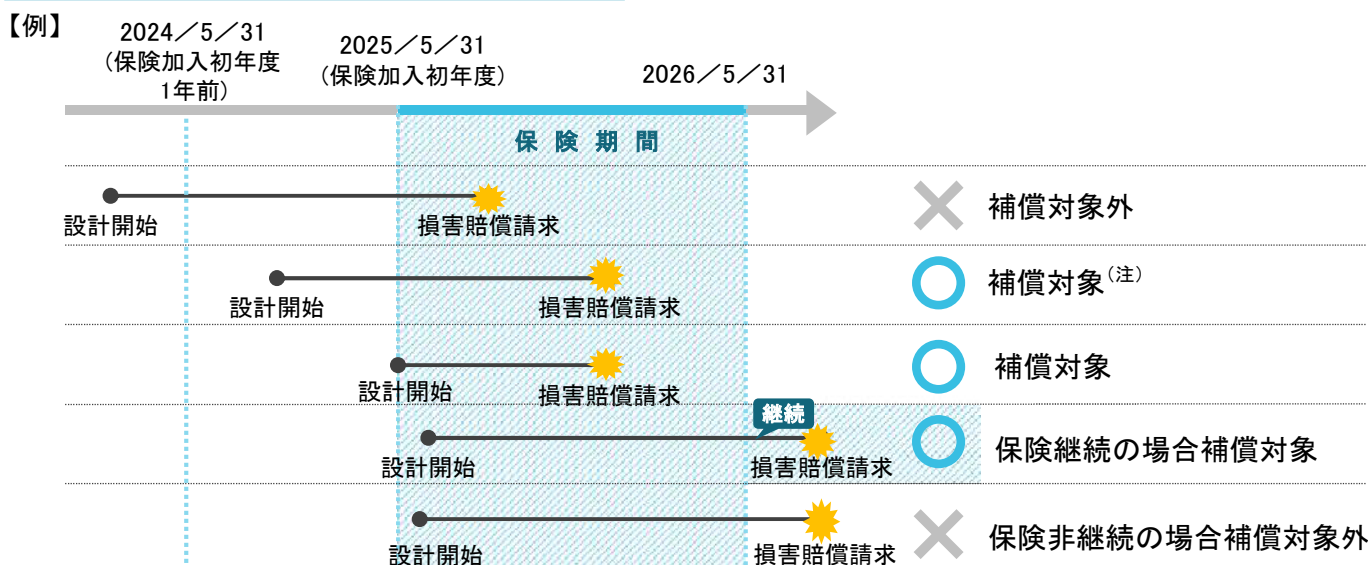 【例】
2024／5／31
（保険加入初年度
1年前）
2025／5／31
（保険加入初年度）
2026／5／31
保険期間
設計開始
損害賠償請求
補償対象外
設計開始
損害賠償請求
補償対象（注）
設計開始
損害賠償請求
補償対象
継続
設計開始
損害賠償請求
保険継続の場合補償対象
設計開始
損害賠償請求
保険非継続の場合補償対象外